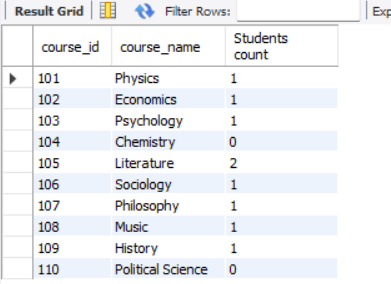 Result Grid Filter Rows: Exp
course_id course_name Students count
101 Physics 1
102 Economics 1
103 Psychology 1
104 Chemistry 0
105 Literature 2
106 Sociology 1
107 Philosophy 1
108 Music 1
109 History 1
110 Political Science 0